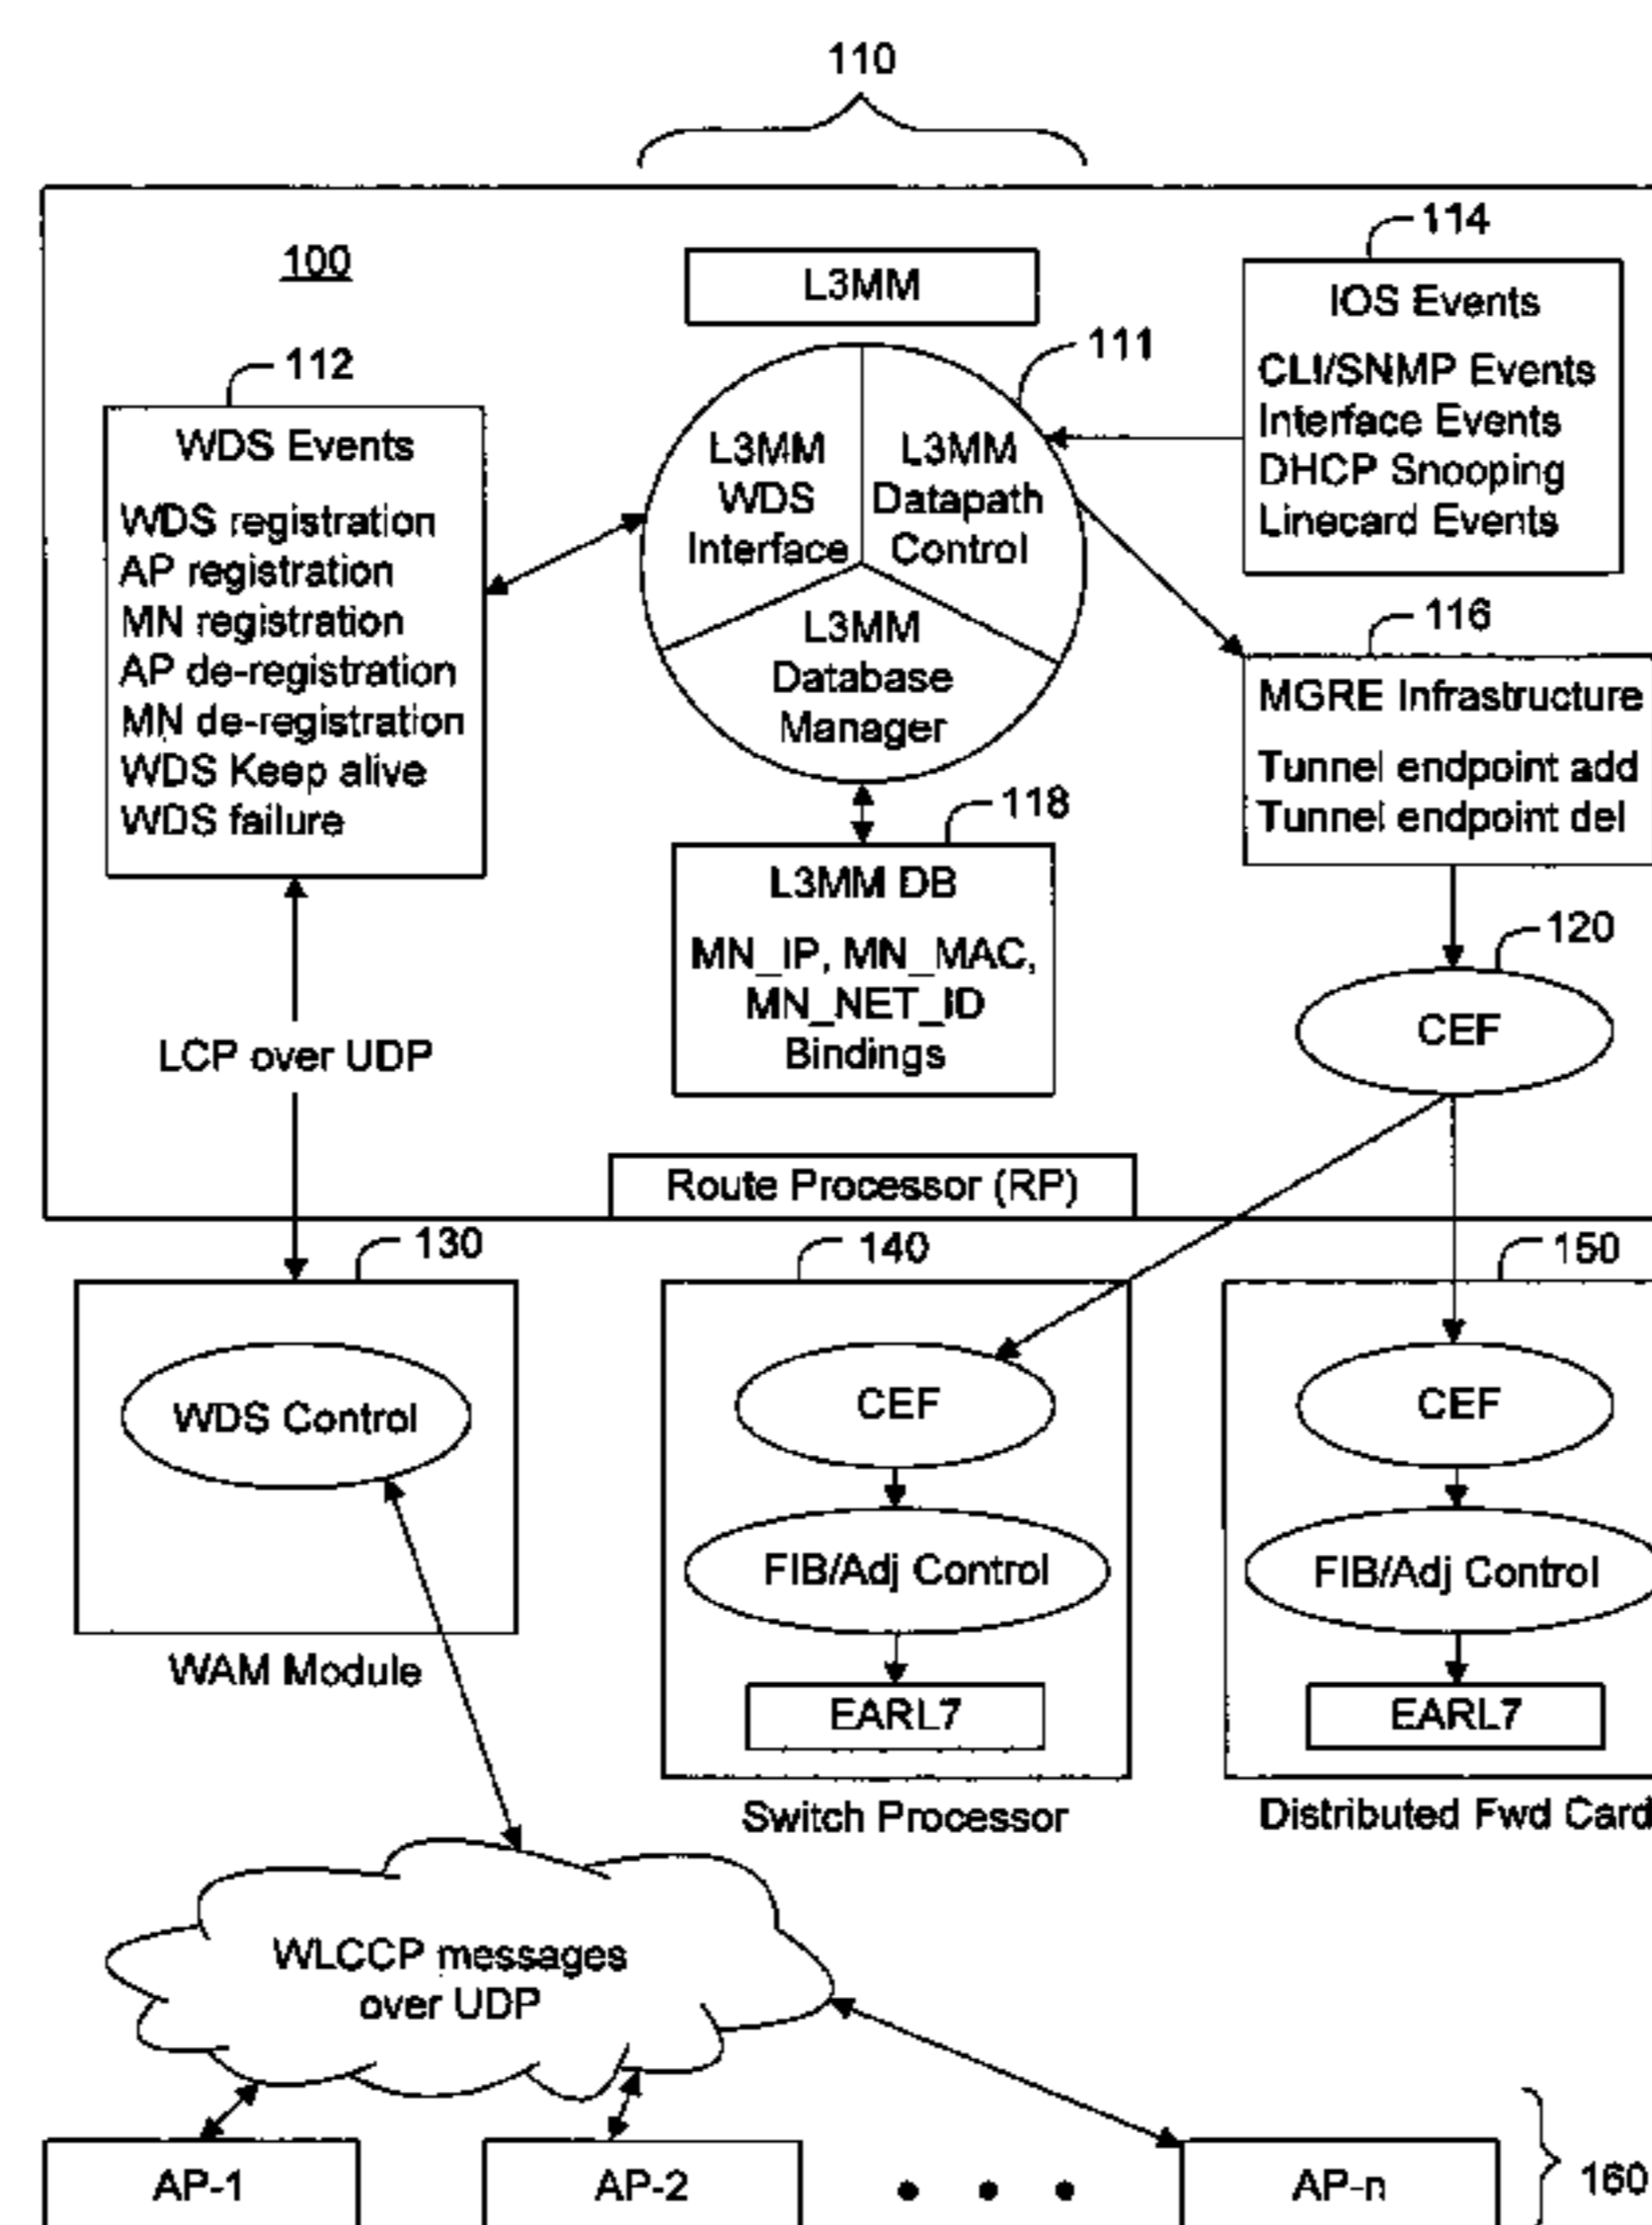 110
100
L3MM
114
IOS Events
CLI/SNMP Events
Interface Events
DHCP Snooping
Linecard Events
112
WDS Events
WDS registration
AP registration
MN registration
AP de-registration
MN de-registration
WDS Keep alive
WDS failure
111
L3MM
WDS
Interface
L3MM
Datapath
Control
L3MM
Database
Manager
116
MGRE Infrastructure
Tunnel endpoint add
Tunnel endpoint del
118
L3MM DB
MN_IP, MN_MAC,
MN_NET_ID
Bindings
120
CEF
LCP over UDP
Route Processor (RP)
130
WDS Control
WAM Module
140
CEF
FIB/Adj Control
EARL7
Switch Processor
150
CEF
FIB/Adj Control
EARL7
Distributed Fwd Card
WLCCP messages
over UDP
AP-1
AP-2
AP-n
160